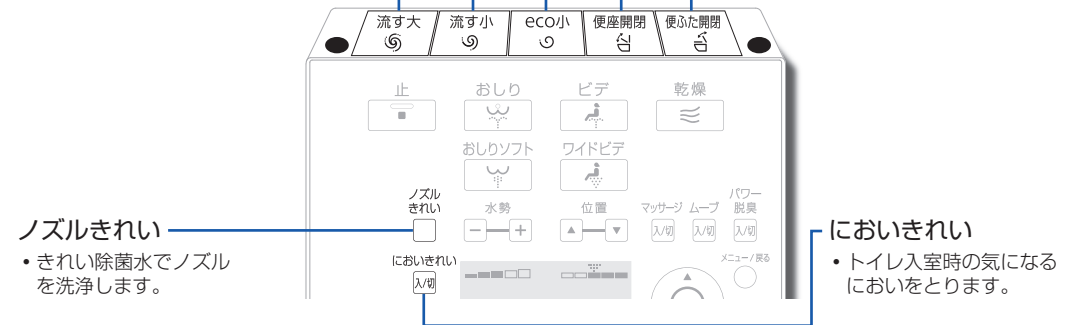 流す大 流す小 eco小 便座開閉 便ふた開閉
止 おしり ビデ 乾燥
おしりソフト ワイドビデ
ノズル
きれい
水勢 位置 マッサージ ムーブ パワー
脱臭
− + ▲ ▼ 入/切 入/切 入/切
においきれい
入/切
メニュー/戻る
ノズルきれい
• きれい除菌水でノズル
を洗浄します。
においきれい
• トイレ入室時の気になる
においをとります。